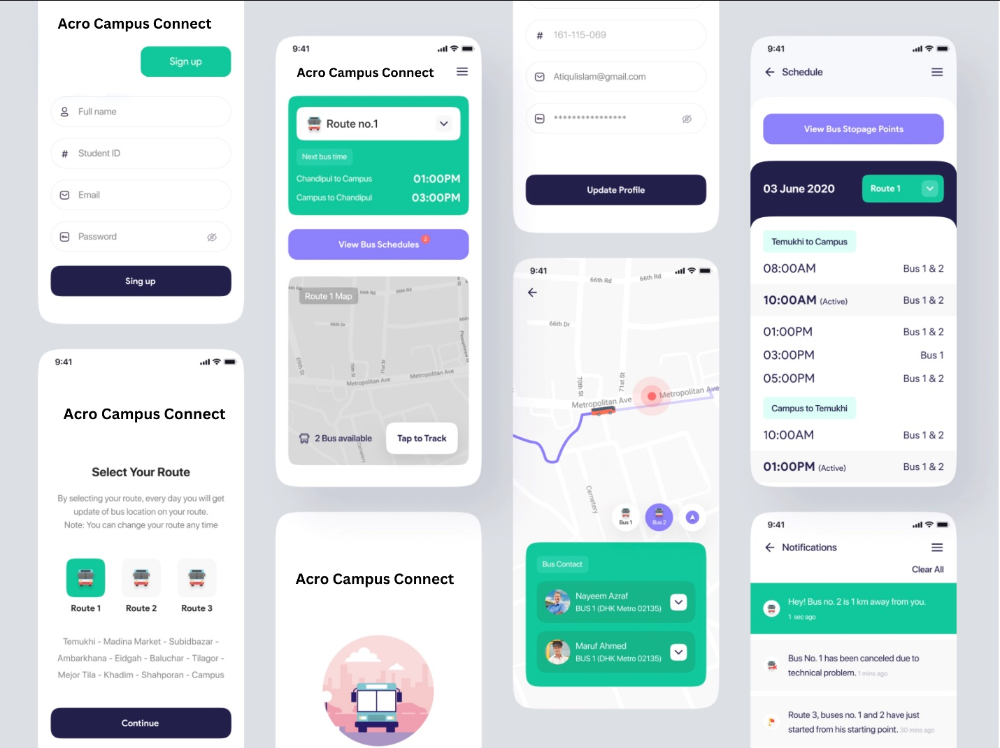 Acro Campus Connect
Sign up
Full name
# Student ID
Email
Password
Sing up
9:41
Acro Campus Connect
Select Your Route
By selecting your route, every day you will get
update of bus location on your route.
Note: You can change your route any time
Route 1 Route 2 Route 3
Temukhi - Madina Market - Subidbazar -
Ambarkhana - Eidgah - Baluchar - Tilagor -
Mejor Tila - Khadim - Shahporan - Campus
Continue
9:41
Acro Campus Connect
Route no.1
Next bus time
Chandipul to Campus 01:00PM
Campus to Chandipul 03:00PM
View Bus Schedules 2
Route 1 Map
66th Rd
66th Rd
66th Dr
69th St
70th St
71st St
Pleasantview St
Metropolitan Ave
Metropolitan Ave
Cemetery
2 Bus available
Tap to Track
Acro Campus Connect
# 161-115-069
Atiqulislam@gmail.com
****************
Update Profile
9:41
66th Rd
66th Rd
66th Dr
70th St
71st St
Metropolitan Ave
Metropolitan Ave
Cemetery
Bus 1 Bus 2
Bus Contact
Nayeem Azraf
BUS 1 (DHK Metro 02135)
Maruf Ahmed
BUS 1 (DHK Metro 02135)
9:41
Schedule
View Bus Stopage Points
03 June 2020 Route 1
Temukhi to Campus
08:00AM Bus 1 & 2
10:00AM (Active) Bus 1 & 2
01:00PM Bus 1 & 2
03:00PM Bus 1
05:00PM Bus 1 & 2
Campus to Temukhi
10:00AM Bus 1 & 2
01:00PM (Active) Bus 1 & 2
9:41
Notifications
Clear All
Hey! Bus no. 2 is 1 km away from you.
1 sec ago
Bus No. 1 has been canceled due to
technical problem. 1 mins ago
Route 3, buses no. 1 and 2 have just
started from his starting point. 30 mins ago